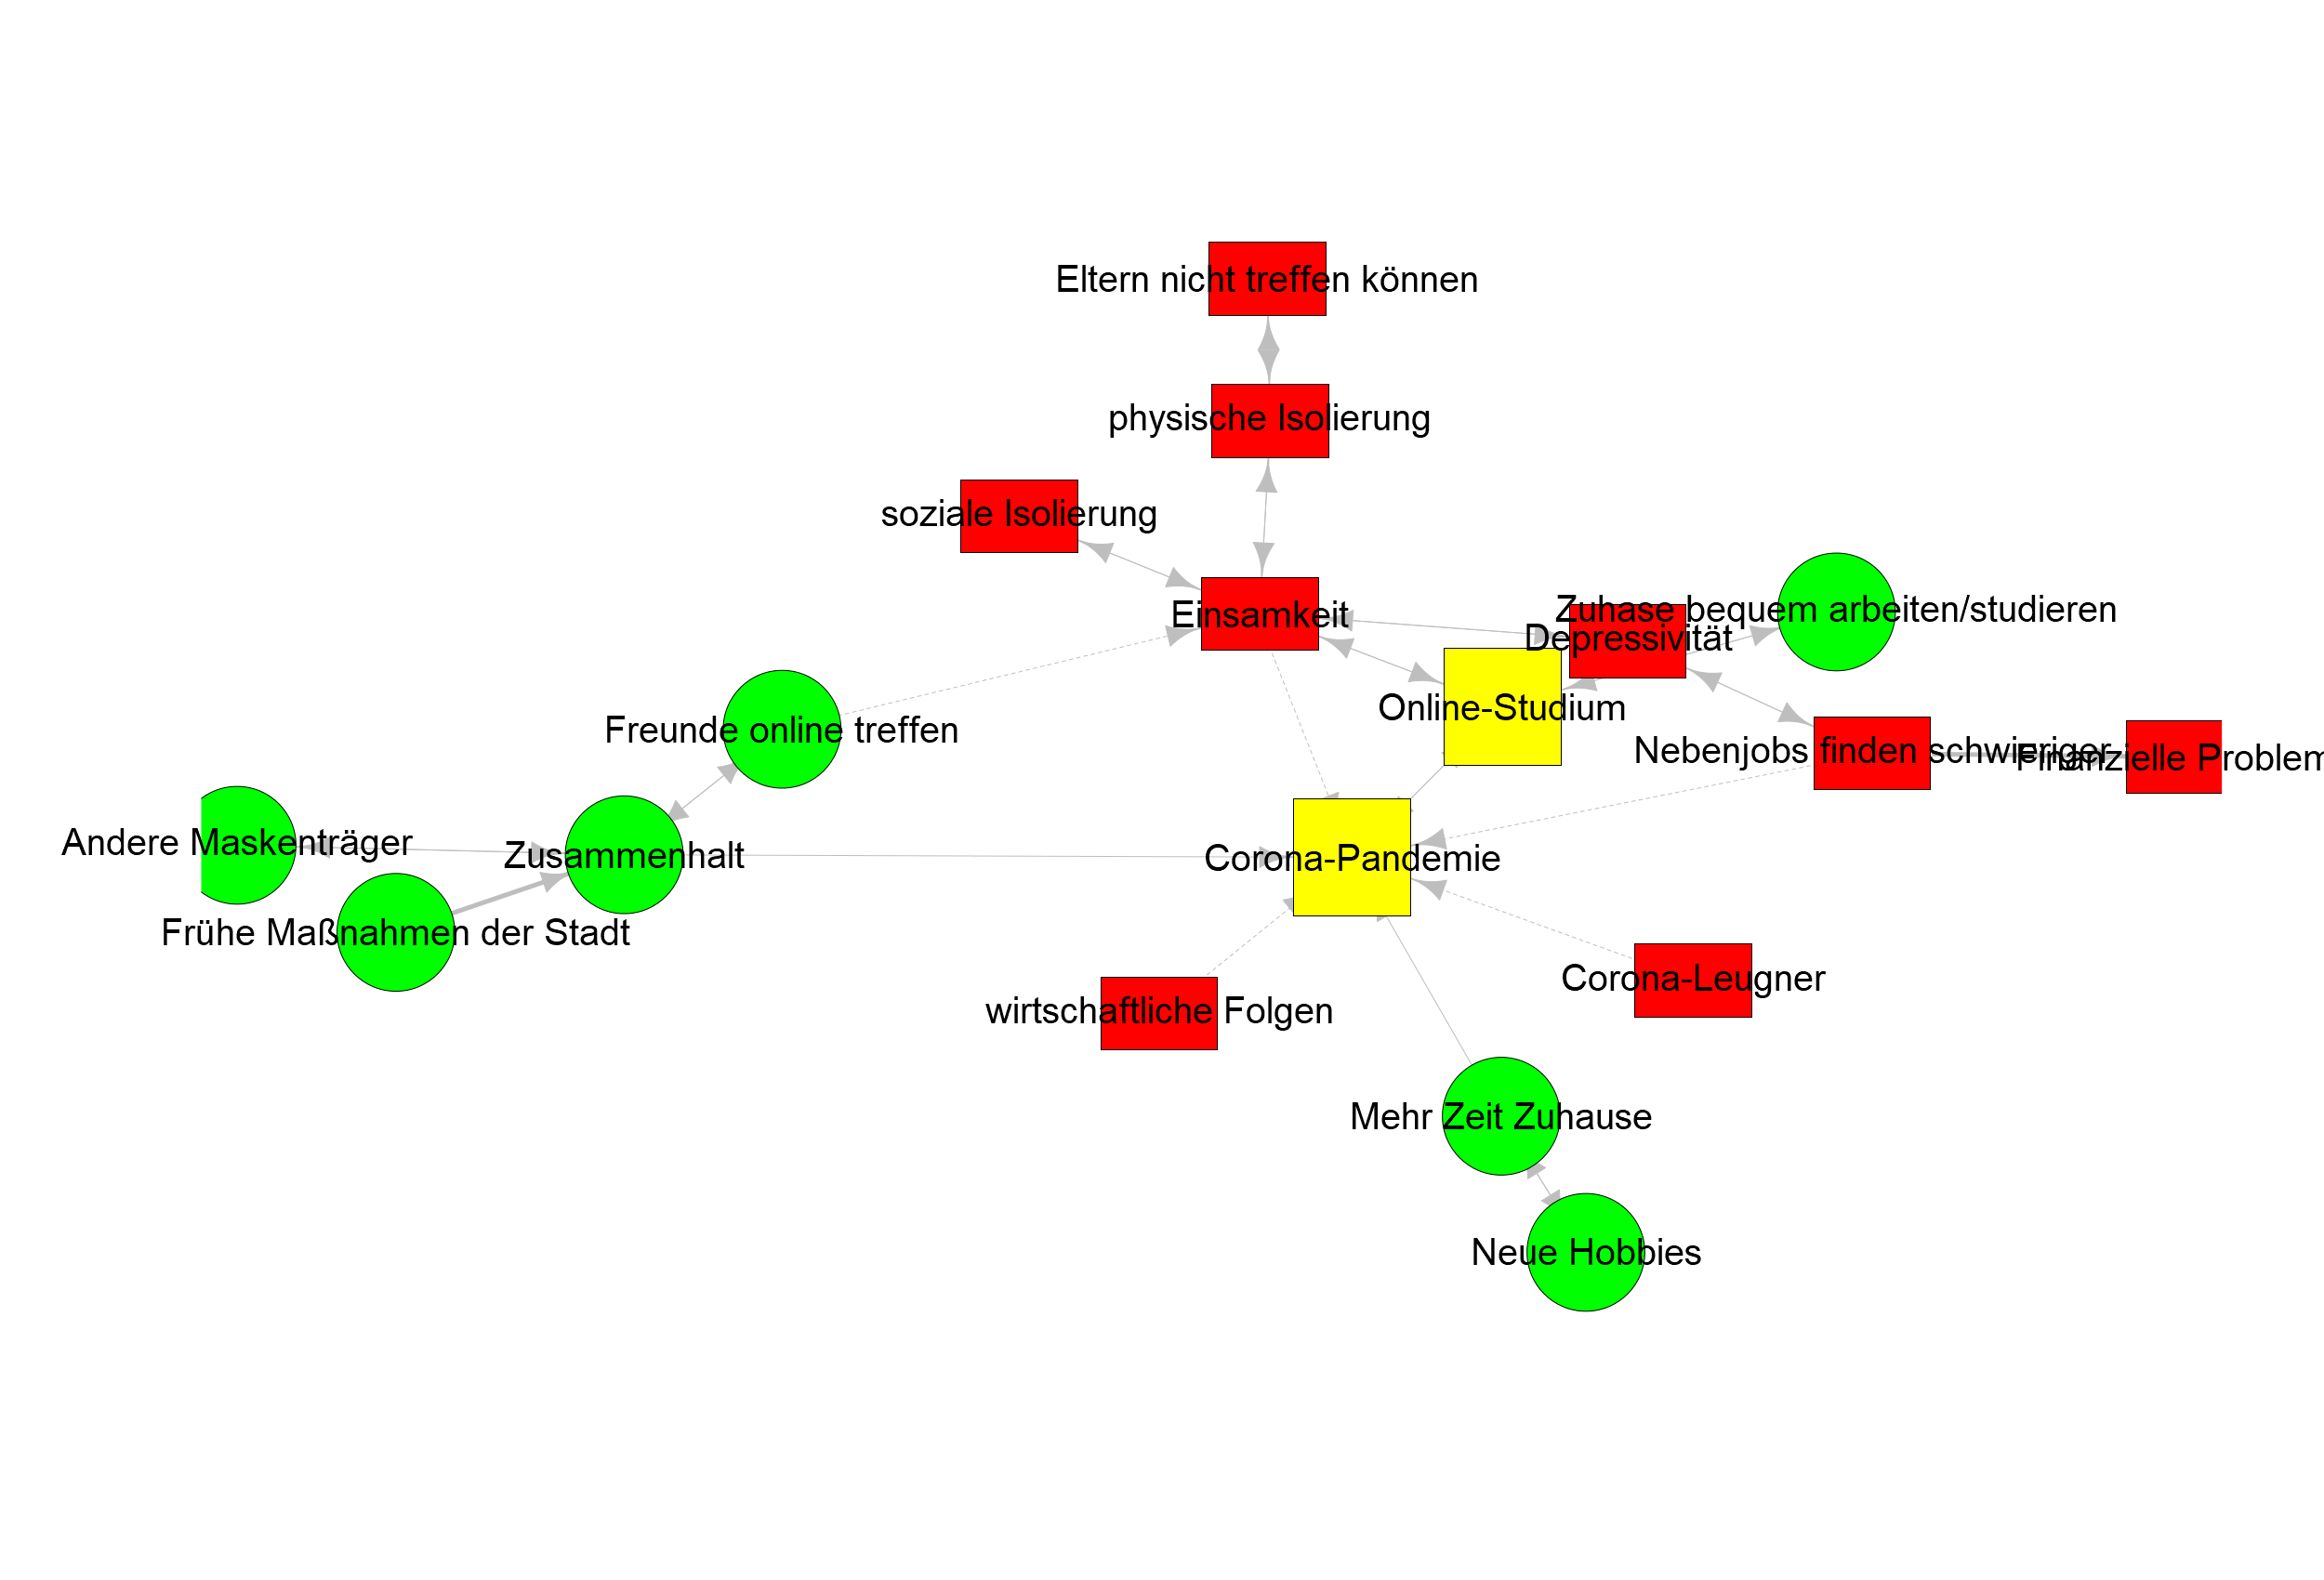 Eltern nicht treffen können
physische Isolierung
soziale Isolierung
Einsamkeit
Zuhase bequem arbeiten/studieren
Depressivität
Online-Studium
Freunde online treffen
Nebenjobs finden schwieriger
Finanzielle Problem
Andere Maskenträger
Zusammenhalt
Corona-Pandemie
Frühe Maßnahmen der Stadt
Corona-Leugner
wirtschaftliche Folgen
Mehr Zeit Zuhause
Neue Hobbies